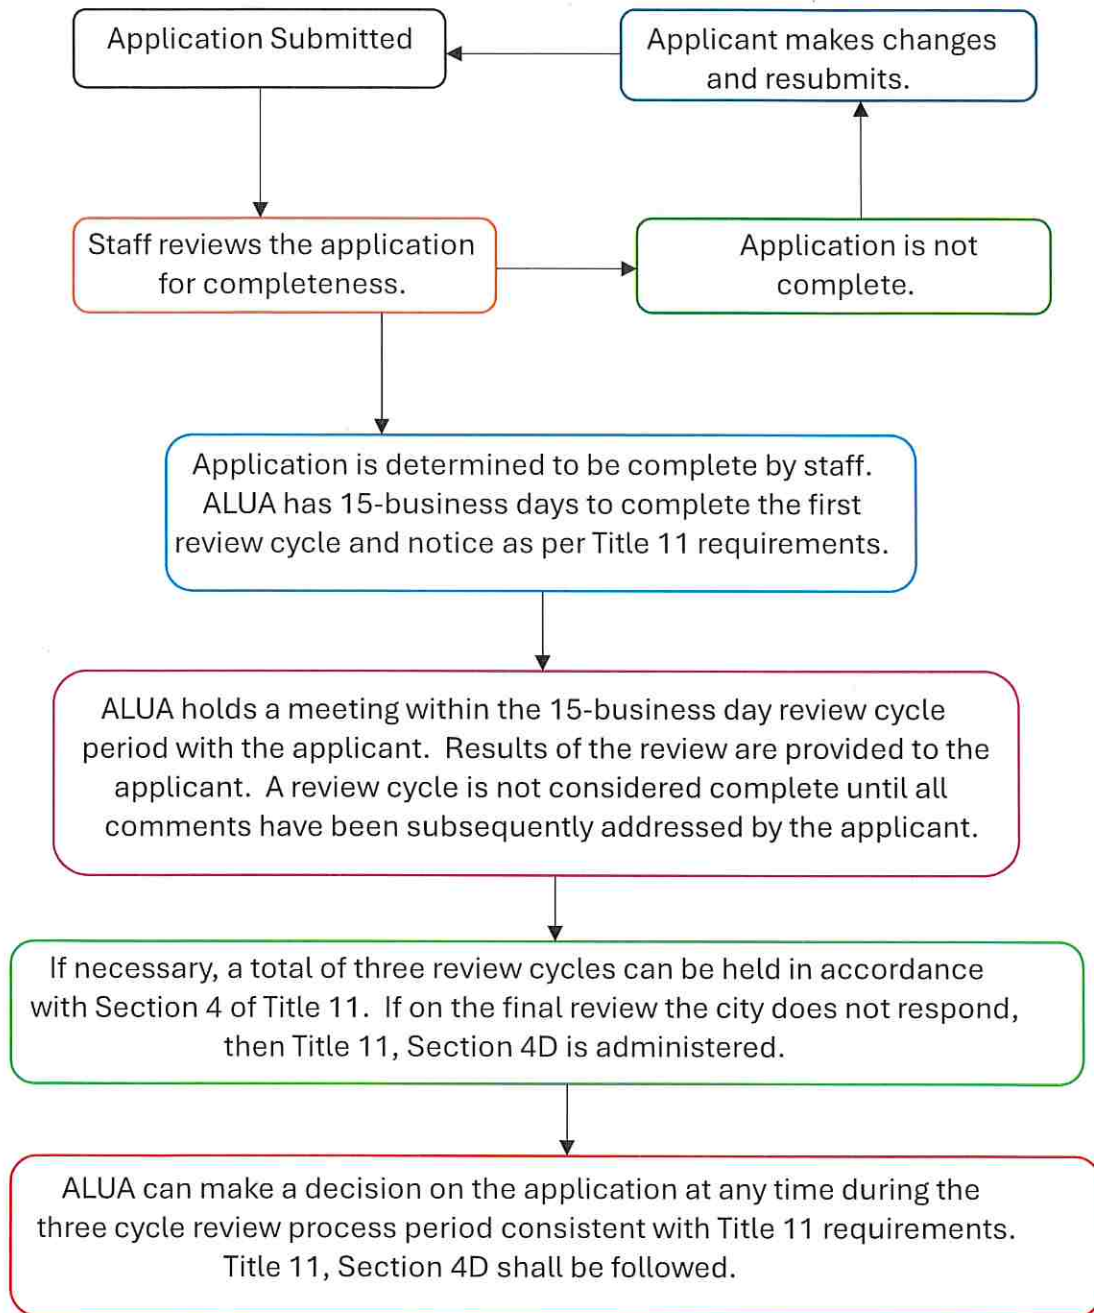 Application Submitted
Applicant makes changes
and resubmits.
Staff reviews the application
for completeness.
Application is not
complete.
Application is determined to be complete by staff.
ALUA has 15-business days to complete the first
review cycle and notice as per Title 11 requirements.
ALUA holds a meeting within the 15-business day review cycle
period with the applicant.  Results of the review are provided to the
applicant.  A review cycle is not considered complete until all
comments have been subsequently addressed by the applicant.
If necessary, a total of three review cycles can be held in accordance
with Section 4 of Title 11.  If on the final review the city does not respond,
then Title 11, Section 4D is administered.
ALUA can make a decision on the application at any time during the
three cycle review process period consistent with Title 11 requirements.
Title 11, Section 4D shall be followed.